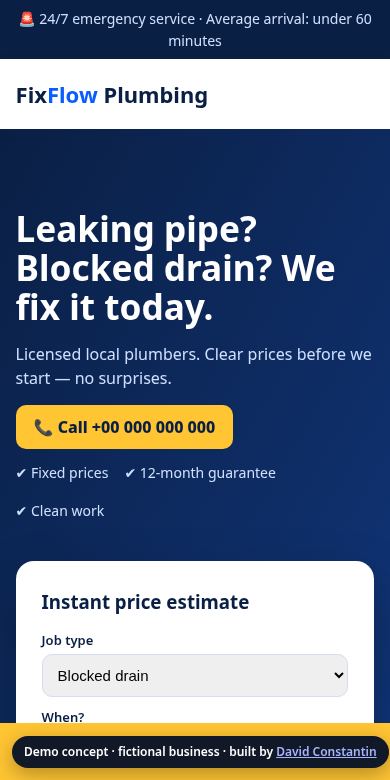 🚨 24/7 emergency service · Average arrival: under 60
minutes
FixFlow Plumbing
Leaking pipe?
Blocked drain? We
fix it today.
Licensed local plumbers. Clear prices before we
start — no surprises.
📞 Call +00 000 000 000
✔ Fixed prices ✔ 12-month guarantee
✔ Clean work
Instant price estimate
Job type
Blocked drain
When?
Demo concept · fictional business · built by David Constantin